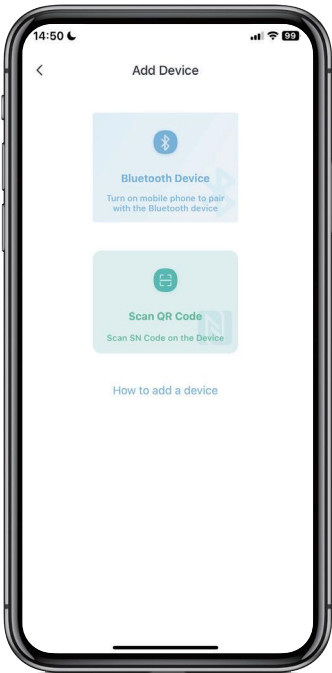 14:50
99
Add Device
Bluetooth Device
Turn on mobile phone to pair
with the Bluetooth device
Scan QR Code
Scan SN Code on the Device
How to add a device